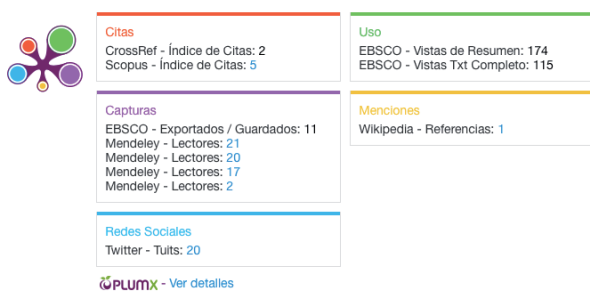 Citas
CrossRef - Índice de Citas: 2
Scopus - Índice de Citas: 5
Uso
EBSCO - Vistas de Resumen: 174
EBSCO - Vistas Txt Completo: 115
Capturas
EBSCO - Exportados / Guardados: 11
Mendeley - Lectores: 21
Mendeley - Lectores: 20
Mendeley - Lectores: 17
Mendeley - Lectores: 2
Menciones
Wikipedia - Referencias: 1
Redes Sociales
Twitter - Tuits: 20
PLUMX - Ver detalles